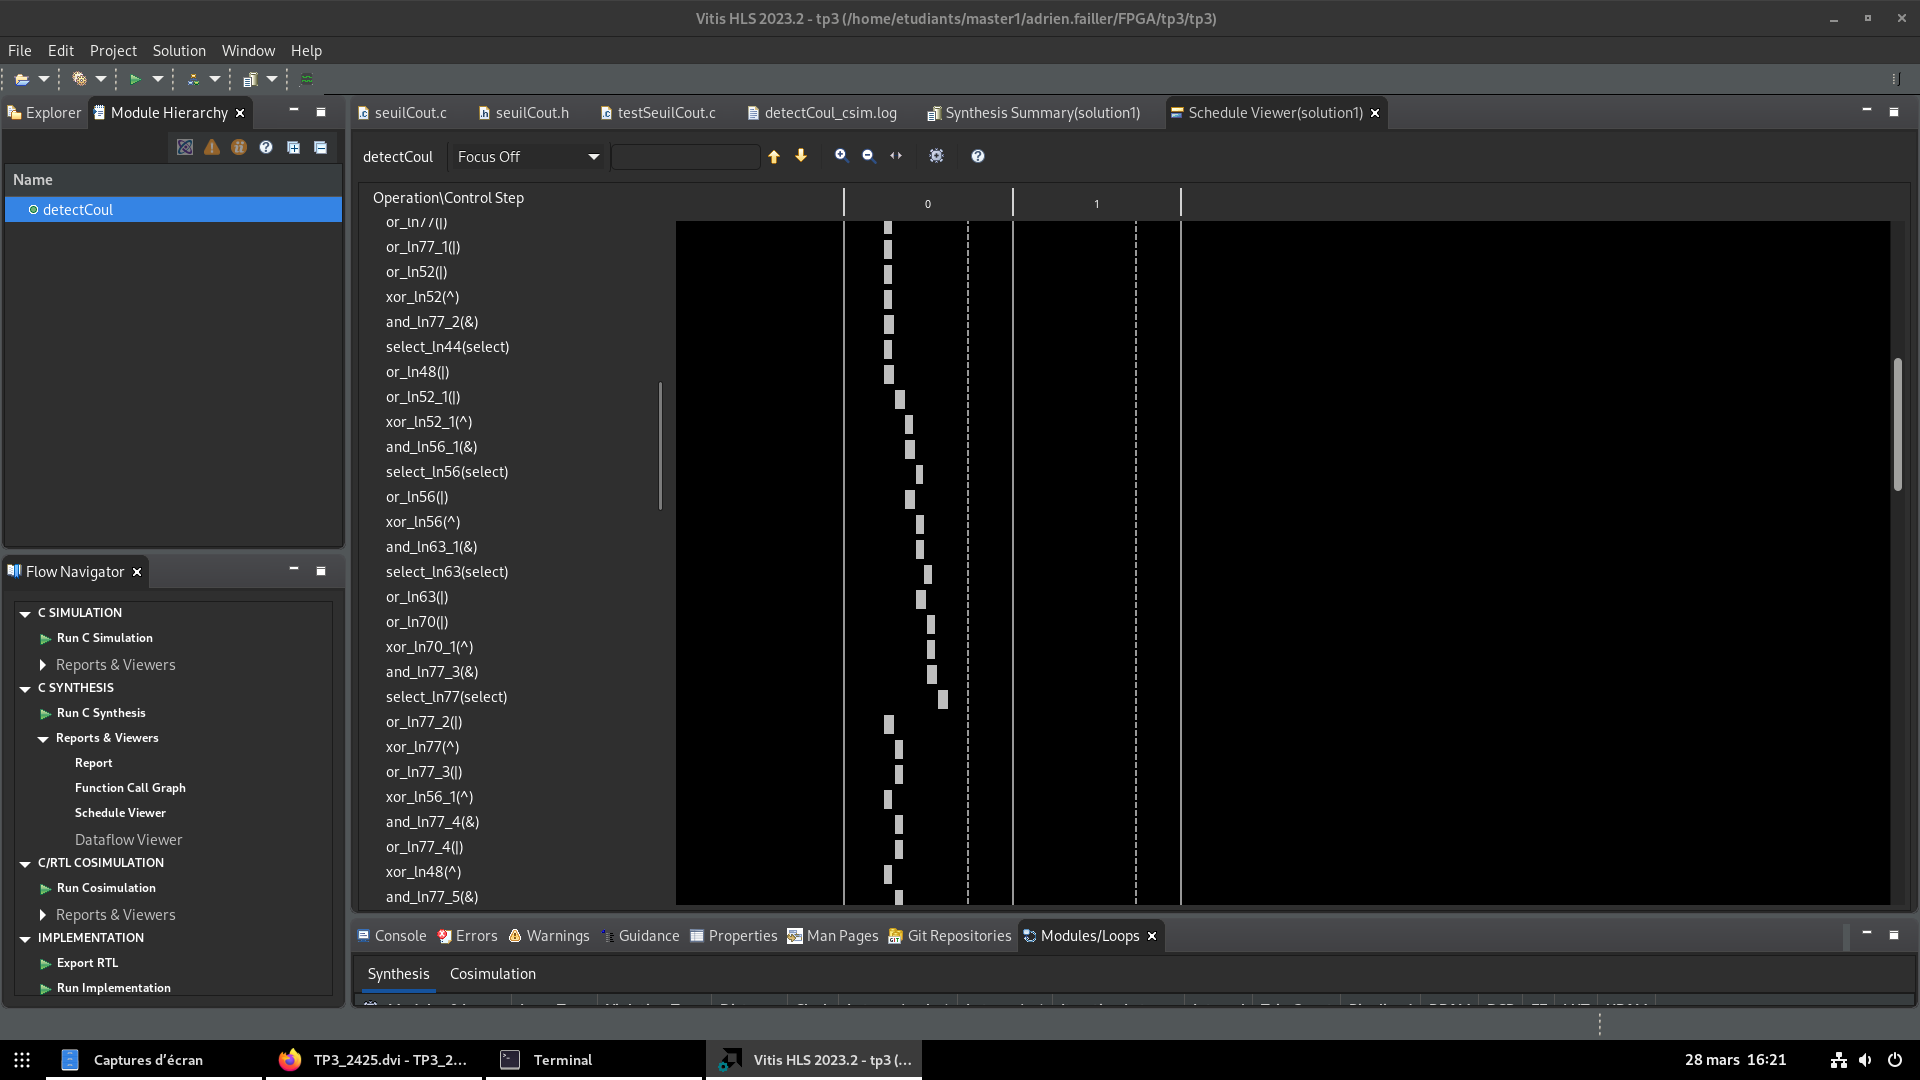 Vitis HLS 2023.2 - tp3 (/home/etudiants/master1/adrien.failler/FPGA/tp3/tp3)
File Edit Project Solution Window Help
Explorer Module Hierarchy
Name
detectCoul
seuilCout.c seuilCout.h testSeuilCout.c detectCoul_csim.log Synthesis Summary(solution1) Schedule Viewer(solution1)
detectCoul Focus Off
Operation\Control Step 0 1
or_ln77(|)
or_ln77_1(|)
or_ln52(|)
xor_ln52(^)
and_ln77_2(&)
select_ln44(select)
or_ln48(|)
or_ln52_1(|)
xor_ln52_1(^)
and_ln56_1(&)
select_ln56(select)
or_ln56(|)
xor_ln56(^)
and_ln63_1(&)
select_ln63(select)
or_ln63(|)
or_ln70(|)
xor_ln70_1(^)
and_ln77_3(&)
select_ln77(select)
or_ln77_2(|)
xor_ln77(^)
or_ln77_3(|)
xor_ln56_1(^)
and_ln77_4(&)
or_ln77_4(|)
xor_ln48(^)
and_ln77_5(&)
Flow Navigator
C SIMULATION
Run C Simulation
Reports & Viewers
C SYNTHESIS
Run C Synthesis
Reports & Viewers
Report
Function Call Graph
Schedule Viewer
Dataflow Viewer
C/RTL COSIMULATION
Run Cosimulation
Reports & Viewers
IMPLEMENTATION
Export RTL
Run Implementation
Console Errors Warnings Guidance Properties Man Pages Git Repositories Modules/Loops
Synthesis Cosimulation
Captures d'écran TP3_2425.dvi - TP3_2... Terminal Vitis HLS 2023.2 - tp3 (... 28 mars 16:21